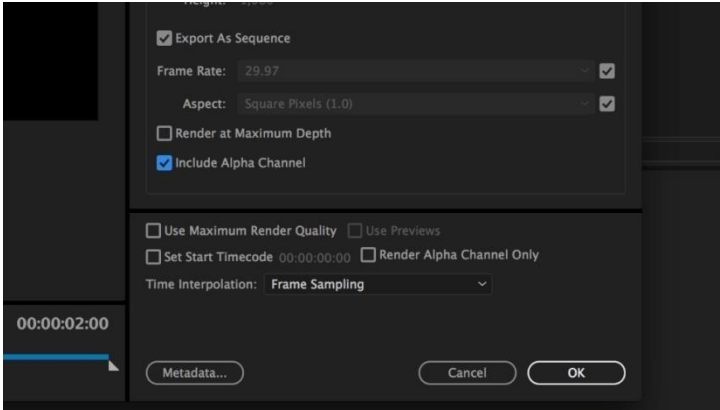 Export As Sequence
Frame Rate: 29.97
Aspect: Square Pixels (1.0)
Render at Maximum Depth
Include Alpha Channel
Use Maximum Render Quality Use Previews
Set Start Timecode 00:00:00:00 Render Alpha Channel Only
Time Interpolation: Frame Sampling
00:00:02:00
Metadata... Cancel OK